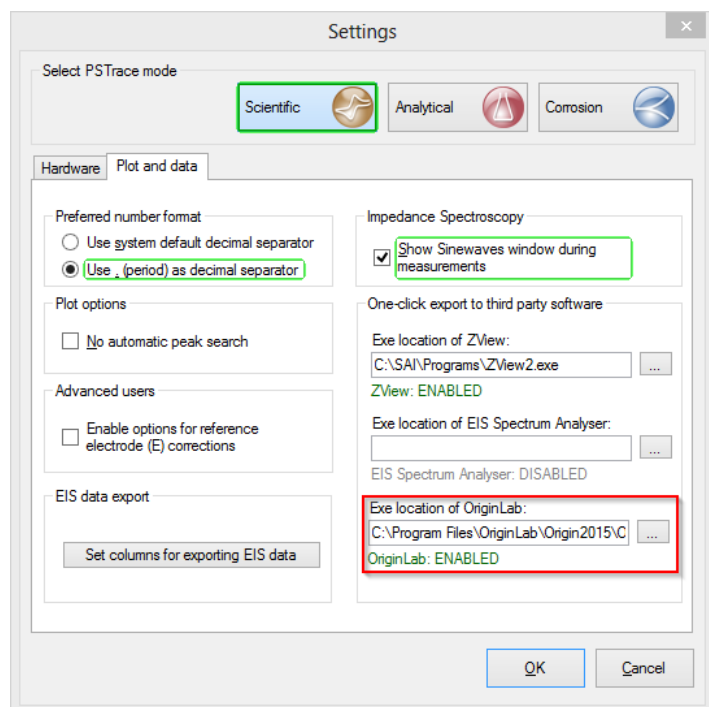 Settings
Select PSTrace mode
Scientific
Analytical
Corrosion
Hardware
Plot and data
Preferred number format
Use system default decimal separator
Use . (period) as decimal separator
Plot options
No automatic peak search
Advanced users
Enable options for reference
electrode (E) corrections
EIS data export
Set columns for exporting EIS data
Impedance Spectroscopy
Show Sinewaves window during
measurements
One-click export to third party software
Exe location of ZView:
C:\SAI\Programs\ZView2.exe
...
ZView: ENABLED
Exe location of EIS Spectrum Analyser:
...
EIS Spectrum Analyser: DISABLED
Exe location of OriginLab:
C:\Program Files\OriginLab\Origin2015\O
...
OriginLab: ENABLED
OK
Cancel